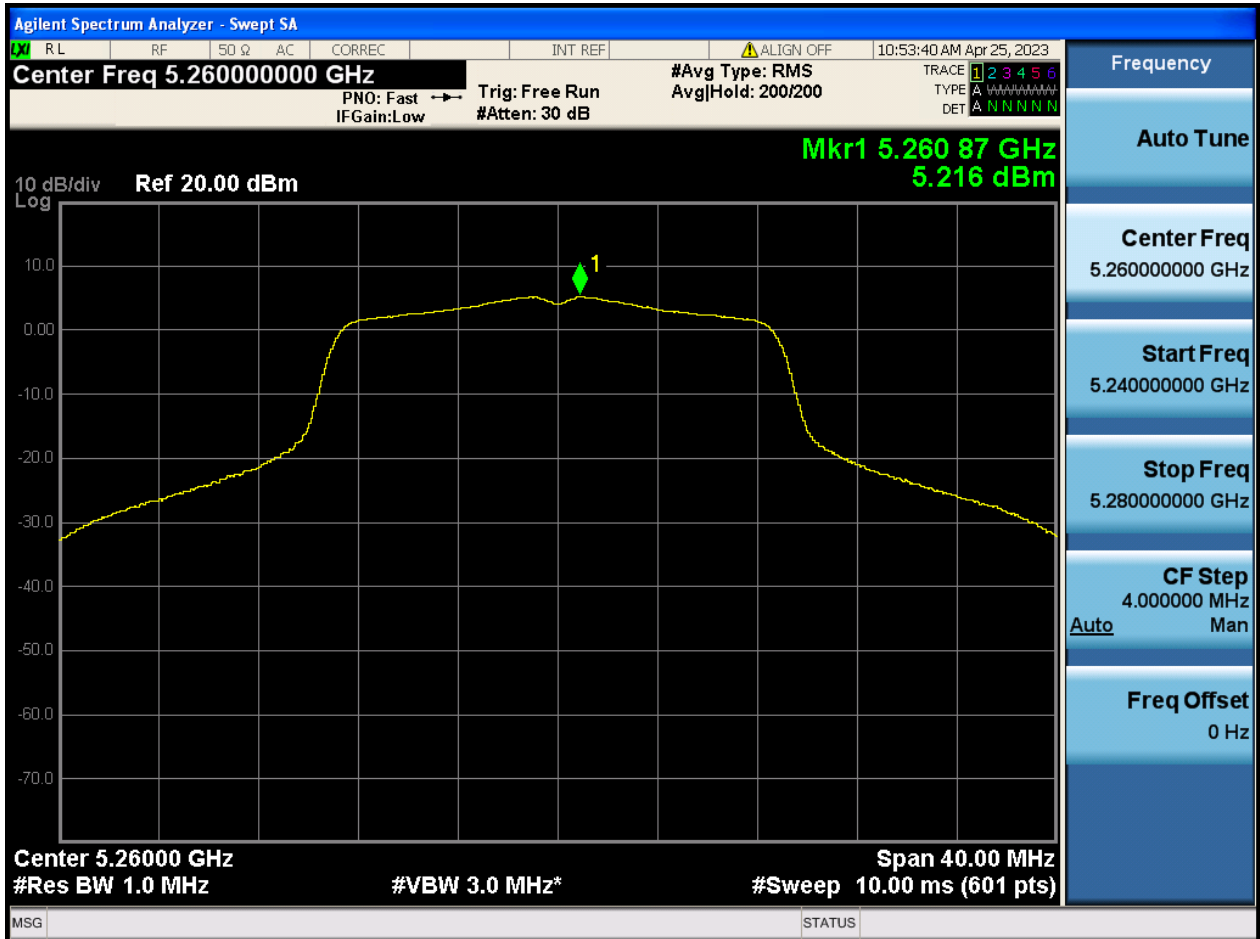 Agilent Spectrum Analyzer - Swept SA
LXI RL RF 50 Ω AC CORREC INT REF ALIGN OFF 10:53:40 AM Apr 25, 2023
Center Freq 5.260000000 GHz
PNO: Fast
IFGain:Low
Trig: Free Run
#Atten: 30 dB
#Avg Type: RMS
Avg|Hold: 200/200
TRACE 1 2 3 4 5 6
TYPE A WWWWW
DET A N N N N N
Mkr1 5.260 87 GHz
5.216 dBm
10 dB/div Ref 20.00 dBm
Log
10.0
0.00
-10.0
-20.0
-30.0
-40.0
-50.0
-60.0
-70.0
1
Center 5.26000 GHz Span 40.00 MHz
#Res BW 1.0 MHz #VBW 3.0 MHz* #Sweep 10.00 ms (601 pts)
MSG STATUS
Frequency
Auto Tune
Center Freq
5.260000000 GHz
Start Freq
5.240000000 GHz
Stop Freq
5.280000000 GHz
CF Step
4.000000 MHz
Auto Man
Freq Offset
0 Hz